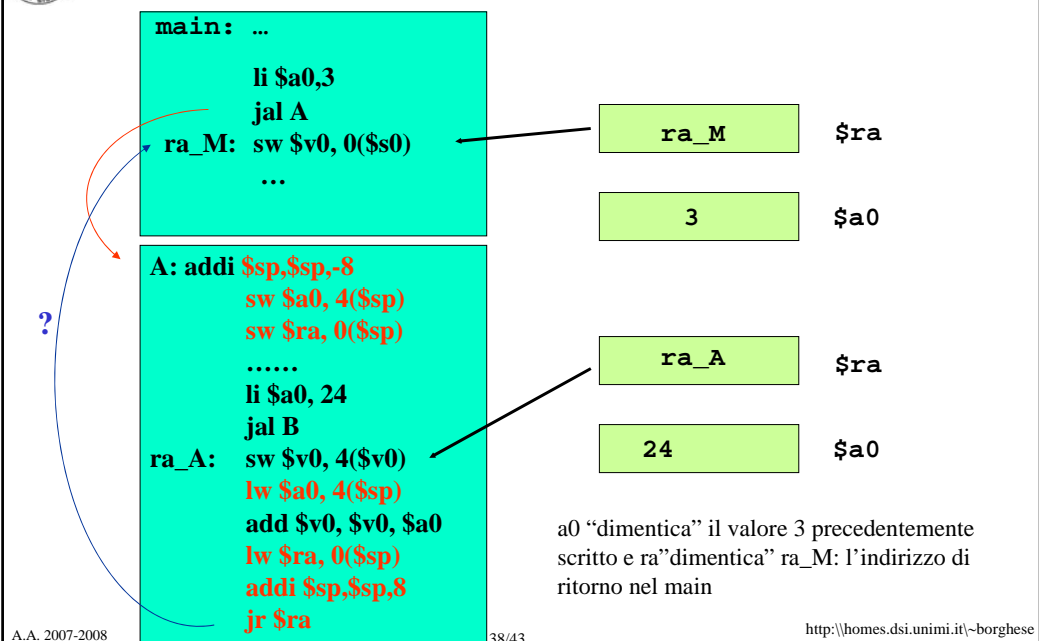 main: …
li $a0,3
jal A
ra_M: sw $v0, 0($s0)
…
ra_M $ra
3 $a0
A: addi $sp,$sp,-8
sw $a0, 4($sp)
sw $ra, 0($sp)
……
li $a0, 24
jal B
ra_A: sw $v0, 4($v0)
lw $a0, 4($sp)
add $v0, $v0, $a0
lw $ra, 0($sp)
addi $sp,$sp,8
jr $ra
?
ra_A $ra
24 $a0
a0 “dimentica” il valore 3 precedentemente
scritto e ra”dimentica” ra_M: l’indirizzo di
ritorno nel main
A.A. 2007-2008
38/43
http:\\homes.dsi.unimi.it\~borghese